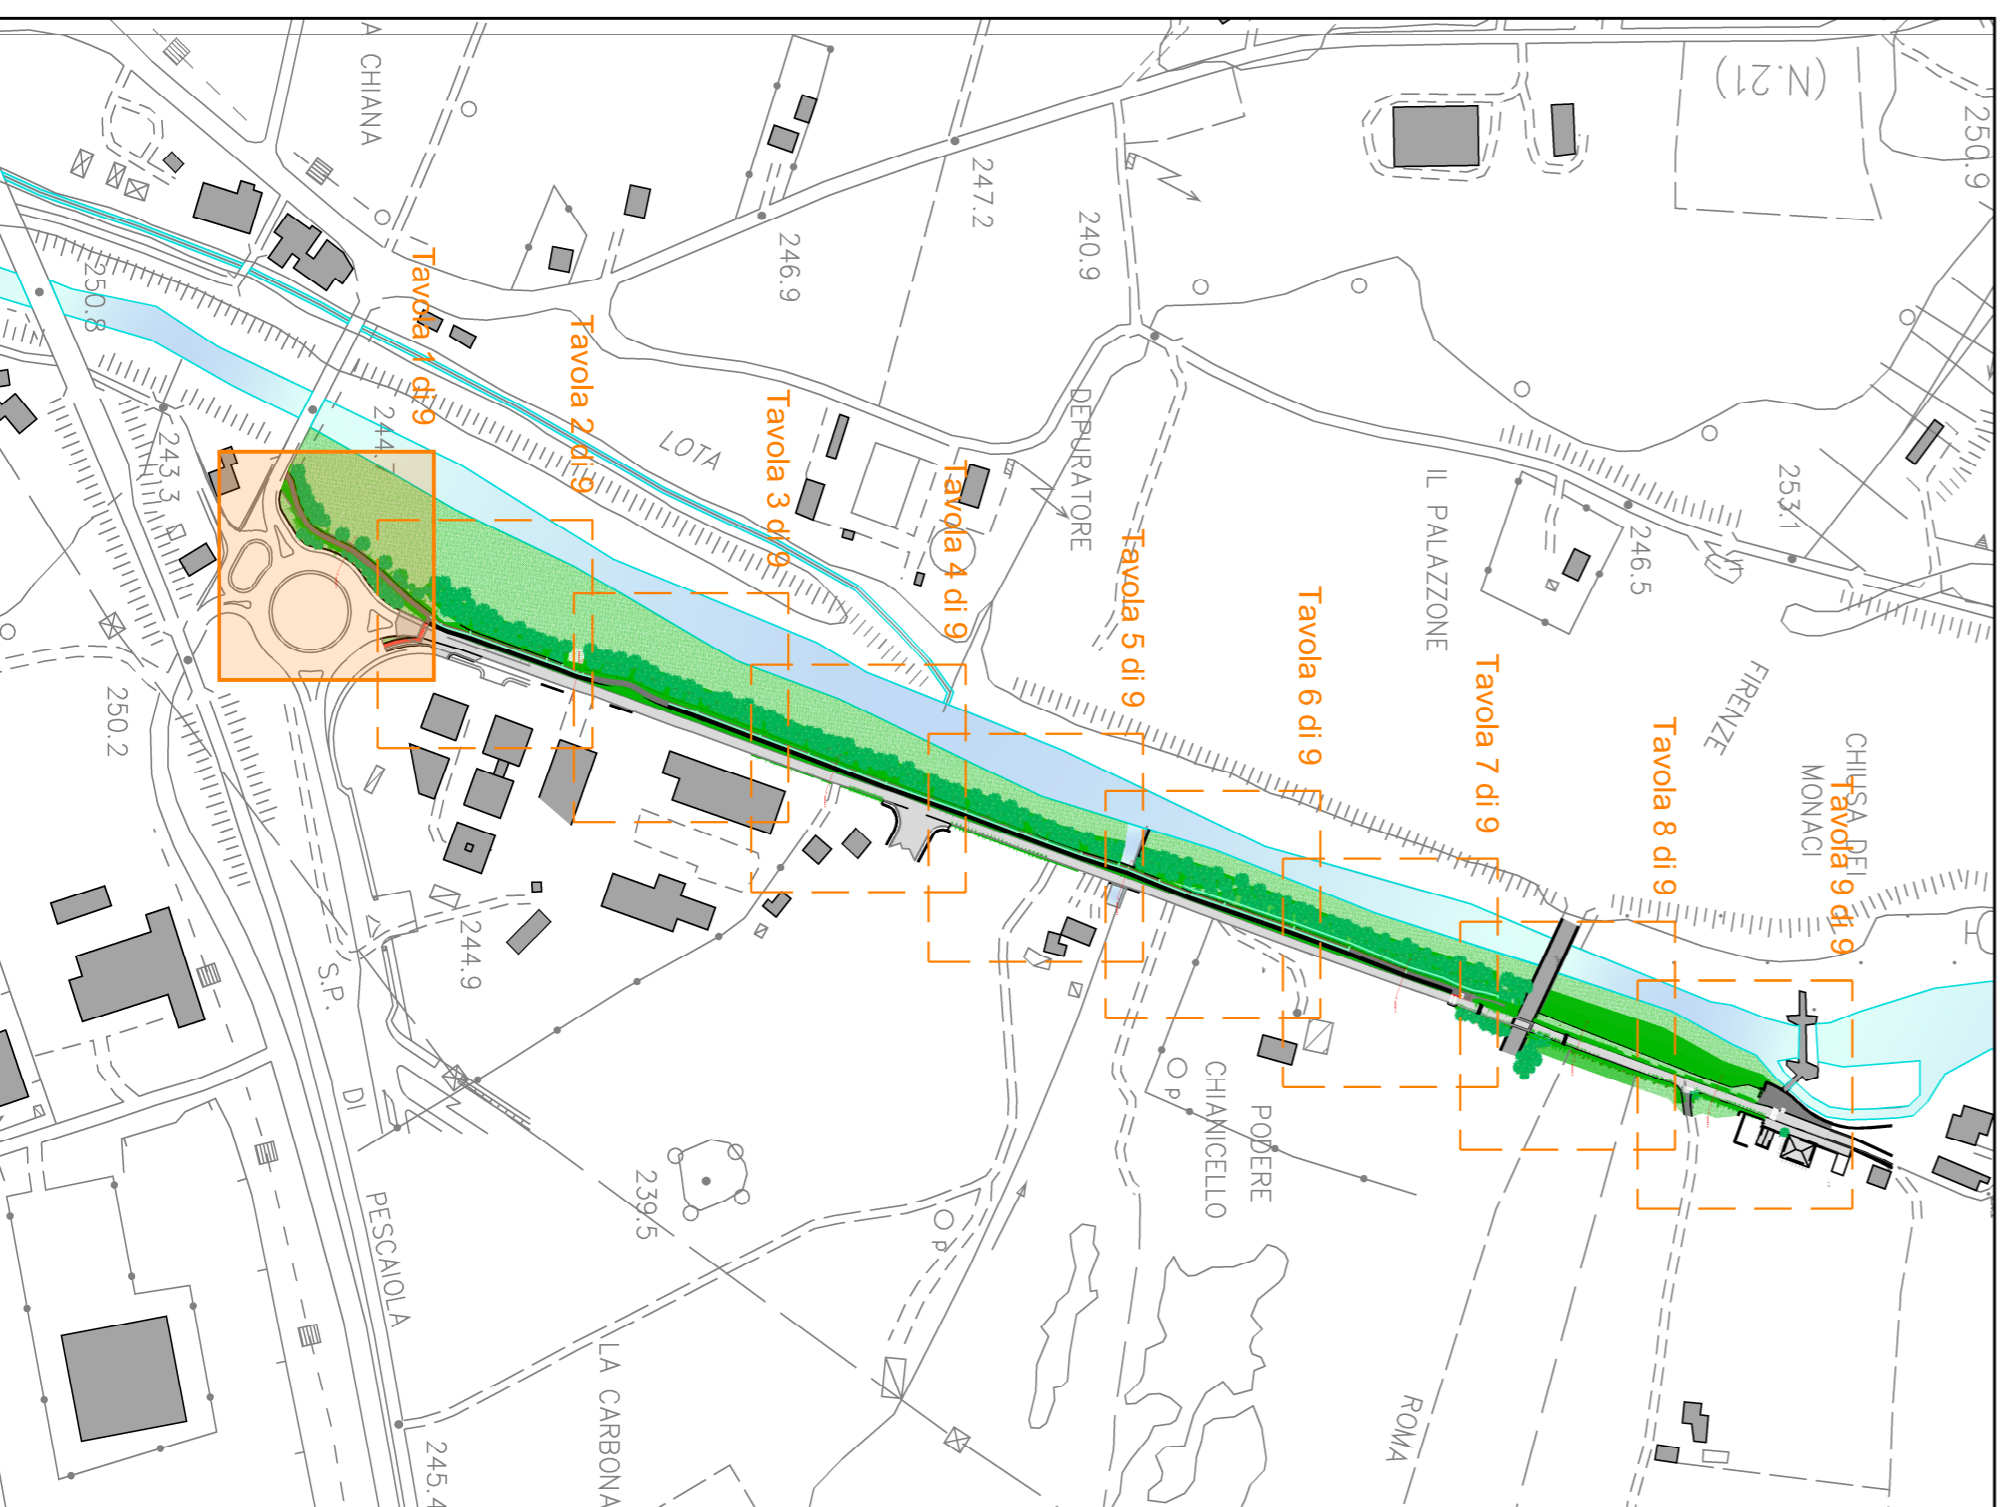 A CHIANA
(N.21)
250.9
247.2
240.9
246.9
250.8
Tavola 1 di 9
Tavola 2 di 9
Tavola 3 di 9
Tavola 4 di 9
Tavola 5 di 9
Tavola 6 di 9
Tavola 7 di 9
Tavola 8 di 9
Tavola 9 di 9
244.
243.3
LOTA
DEPURATORE
IL PALAZZONE
253.1
246.5
FIRENZE
CHIUSA DEI
MONACI
250.2
244.9
S.P.
DI
PESCAIOLA
239.5
PODERE
CHIANICELLO
p
p
LA CARBONA
245.4
ROMA